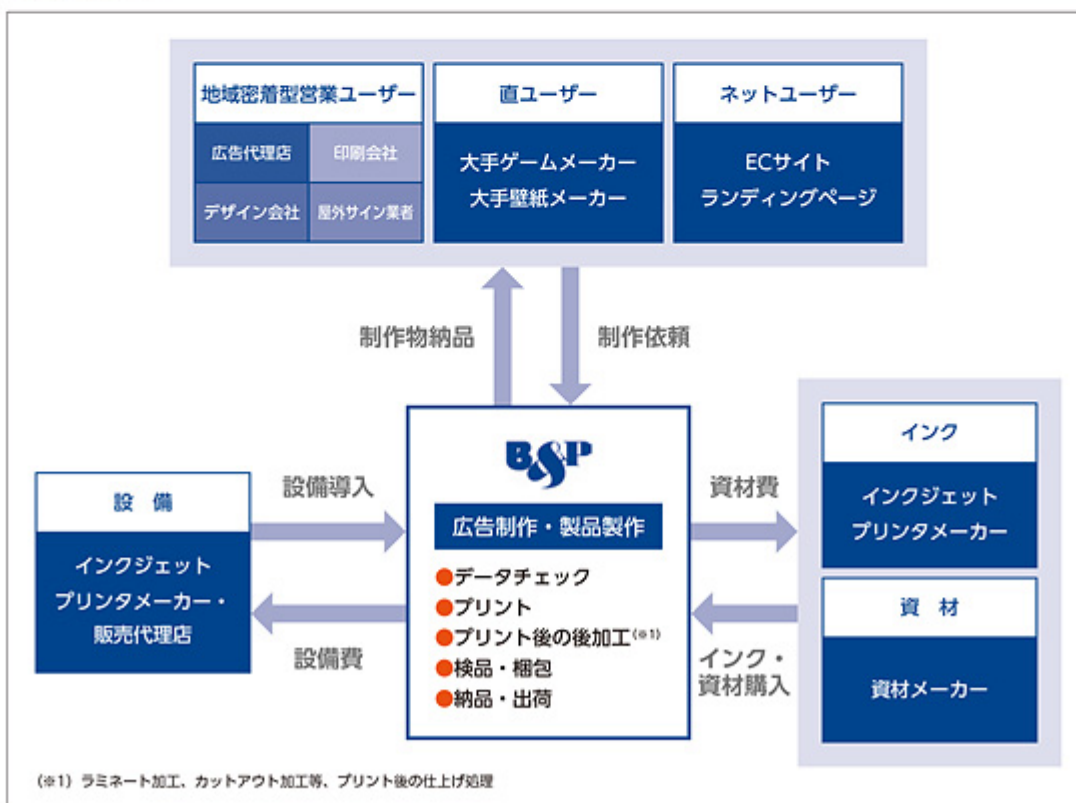 地域密着型営業ユーザー
広告代理店
印刷会社
デザイン会社
屋外サイン業者
直ユーザー
大手ゲームメーカー
大手壁紙メーカー
ネットユーザー
ECサイト
ランディングページ
制作物納品
制作依頼
設備
インクジェット
プリンタメーカー・
販売代理店
設備導入
設備費
B&P
広告制作・製品製作
●データチェック
●プリント
●プリント後の後加工(※1)
●検品・梱包
●納品・出荷
資材費
インク・
資材購入
インク
インクジェット
プリンタメーカー
資材
資材メーカー
(※1) ラミネート加工、カットアウト加工等、プリント後の仕上げ処理